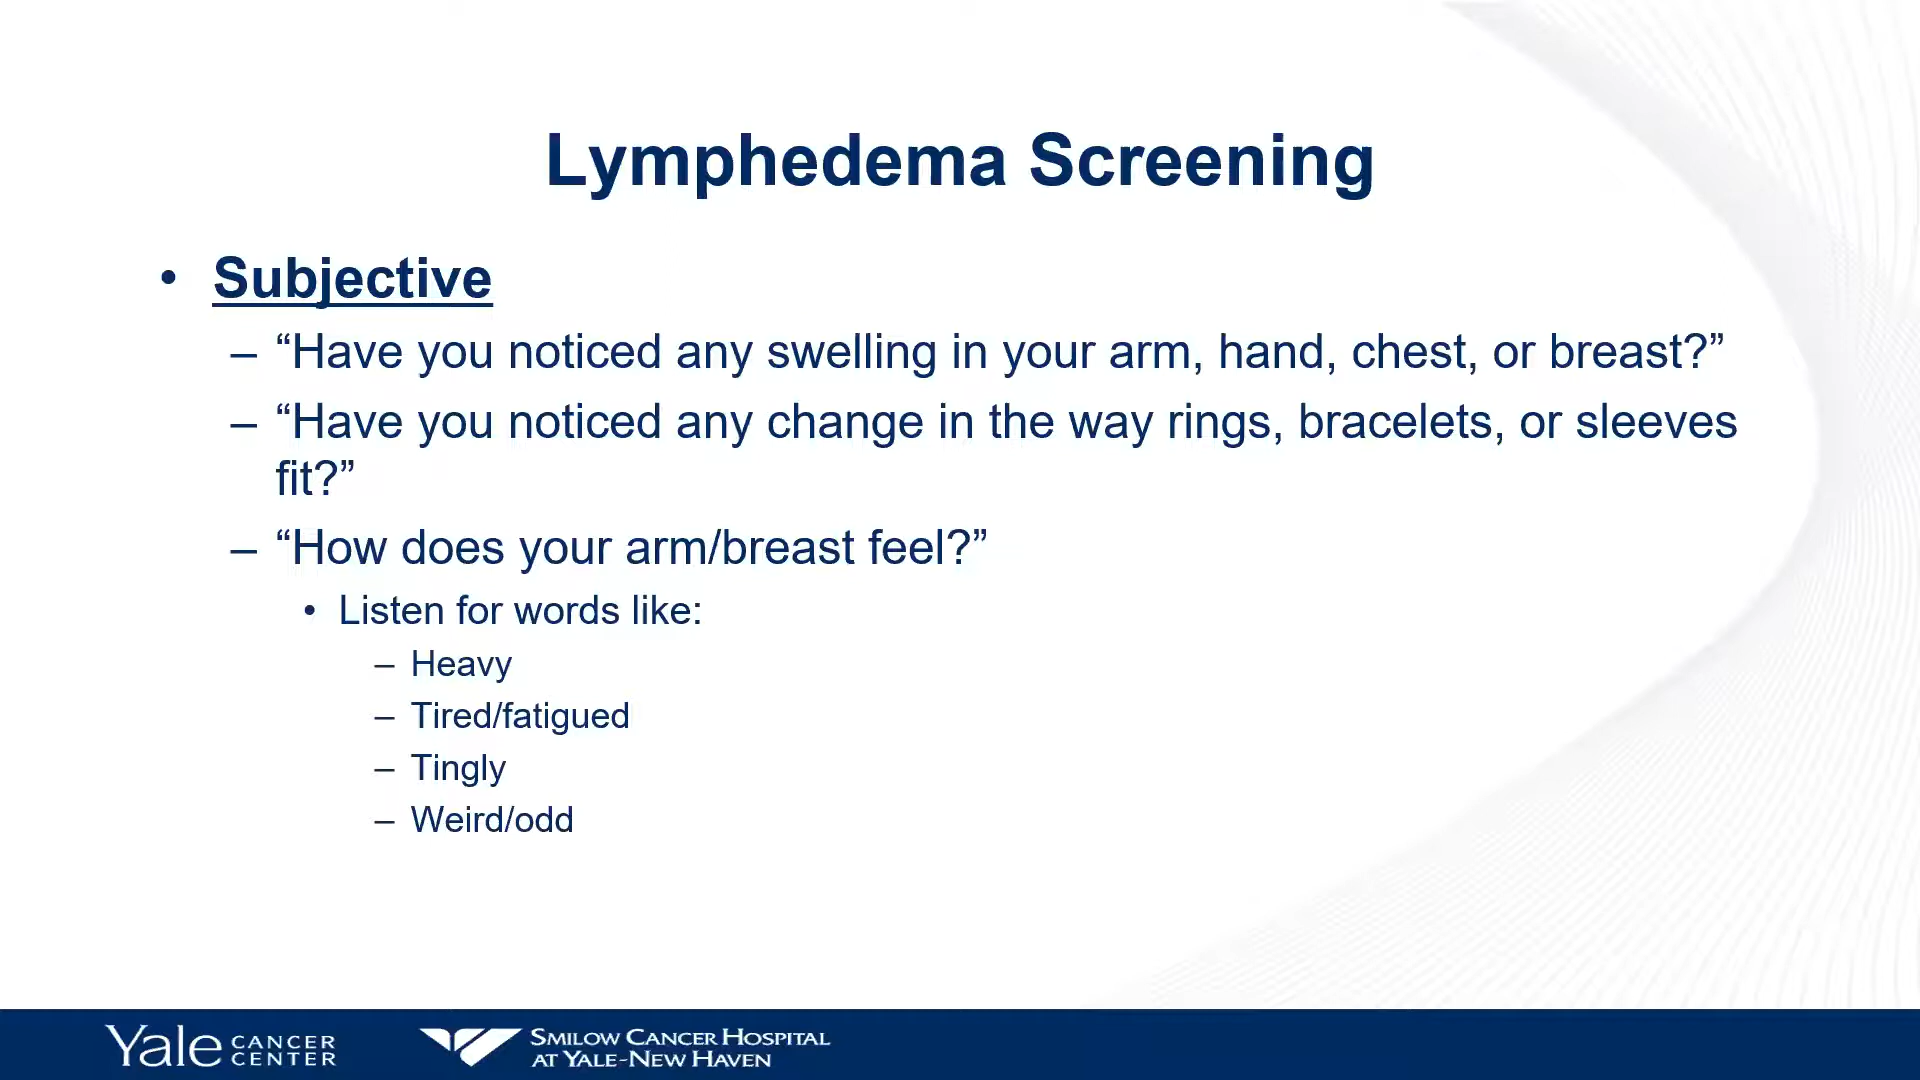 Lymphedema Screening
• Subjective
– “Have you noticed any swelling in your arm, hand, chest, or breast?”
– “Have you noticed any change in the way rings, bracelets, or sleeves
fit?”
– “How does your arm/breast feel?”
• Listen for words like:
– Heavy
– Tired/fatigued
– Tingly
– Weird/odd
Yale CANCER CENTER
SMILOW CANCER HOSPITAL
AT YALE-NEW HAVEN